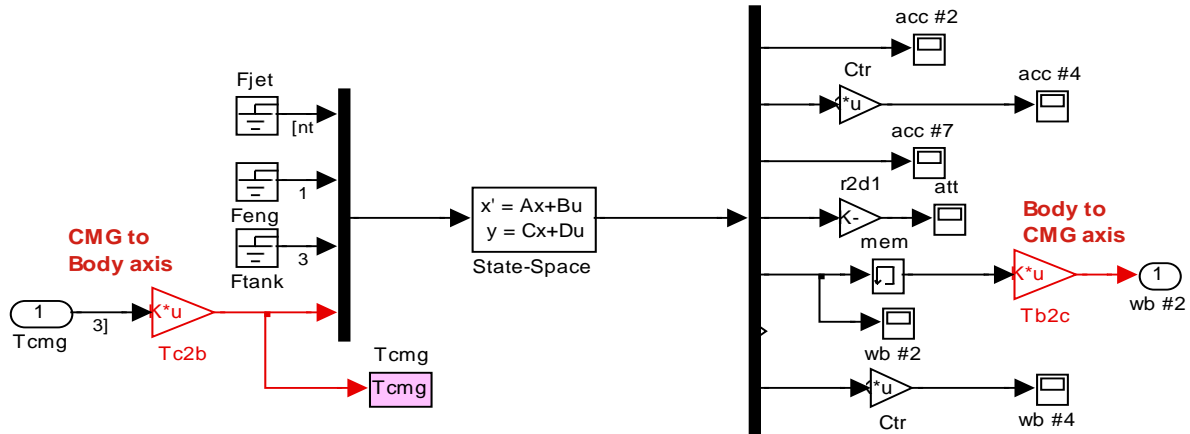 acc #2
Ctr
*u
acc #4
Fjet
[nt
acc #7
1
Feng
r2d1
K-
att
x' = Ax+Bu
y = Cx+Du
State-Space
CMG to
Body axis
3
Ftank
mem
Body to
CMG axis
K*u
Tb2c
1
wb #2
1
Tcmg
3]
K*u
Tc2b
wb #2
Tcmg
Tcmg
*u
Ctr
wb #4